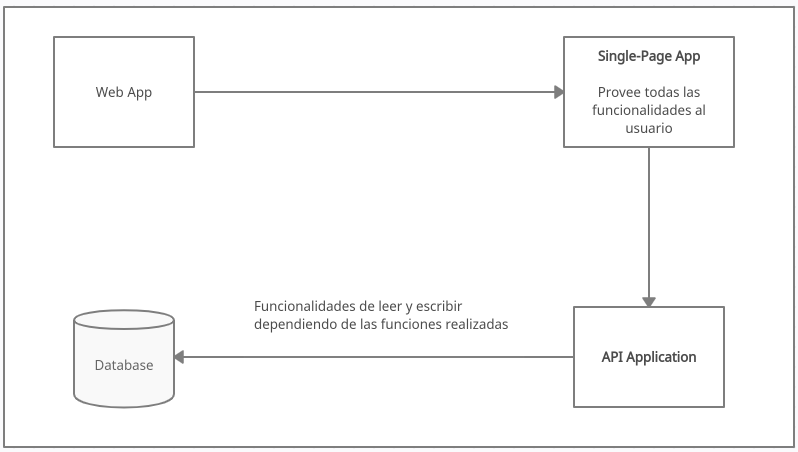 Web App
Single-Page App
Provee todas las
funcionalidades al
usuario
Funcionalidades de leer y escribir
dependiendo de las funciones realizadas
Database
API Application